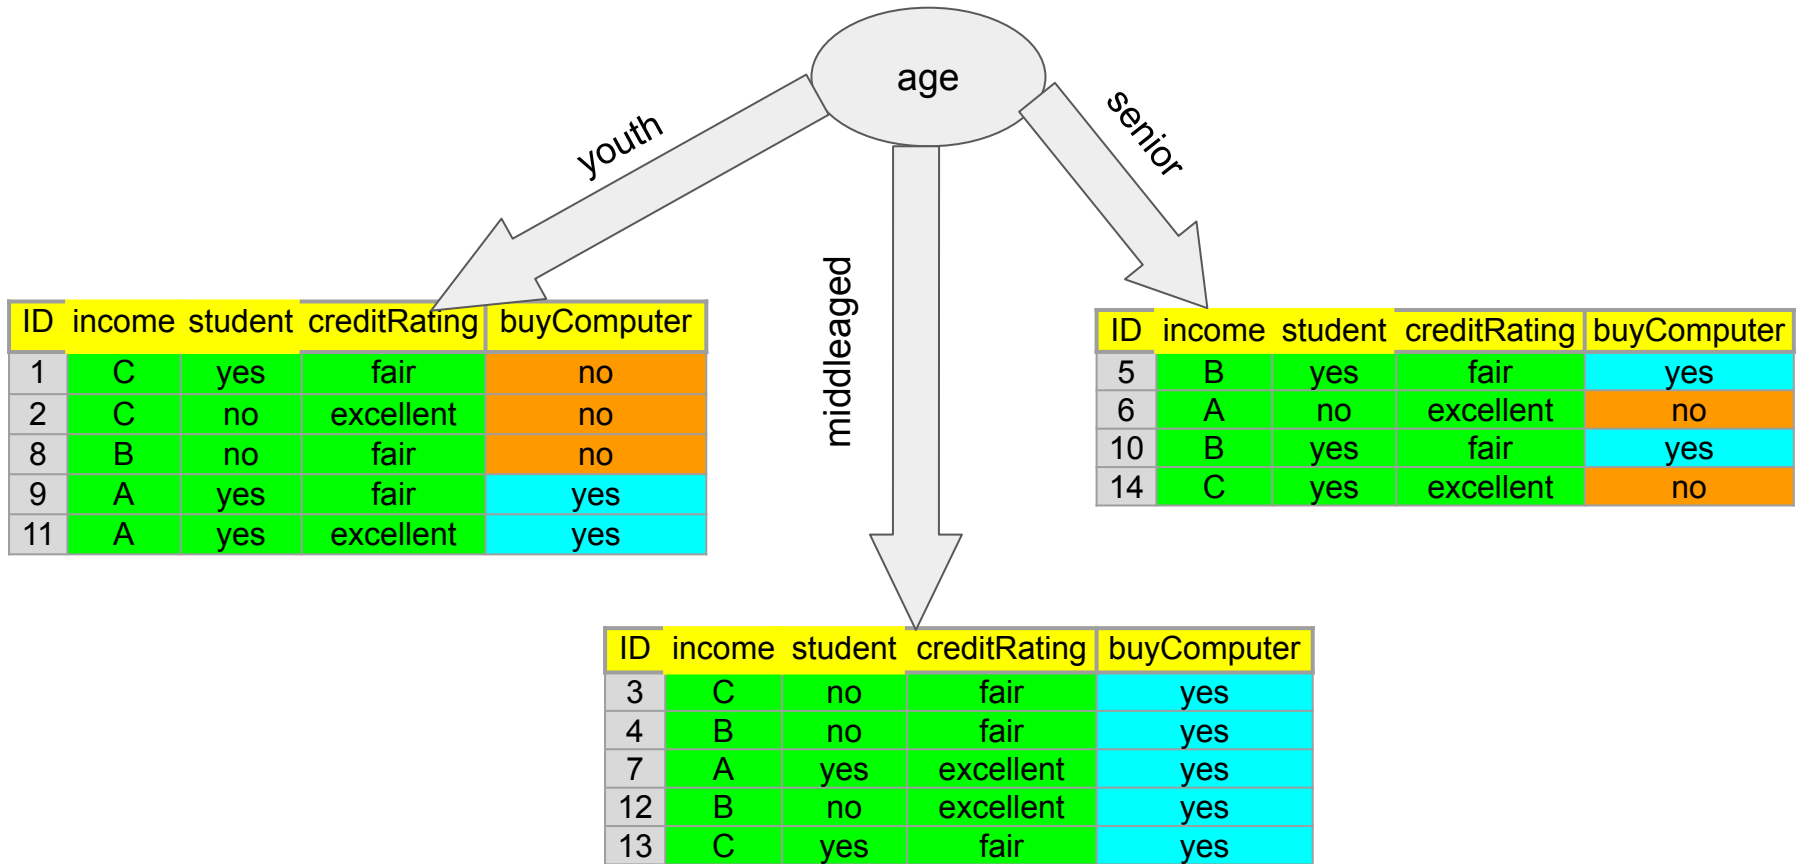 age
youth
senior
middleaged
ID income student creditRating buyComputer
1 C yes fair no
2 C no excellent no
8 B no fair no
9 A yes fair yes
11 A yes excellent yes
ID income student creditRating buyComputer
5 B yes fair yes
6 A no excellent no
10 B yes fair yes
14 C yes excellent no
ID income student creditRating buyComputer
3 C no fair yes
4 B no fair yes
7 A yes excellent yes
12 B no excellent yes
13 C yes fair yes